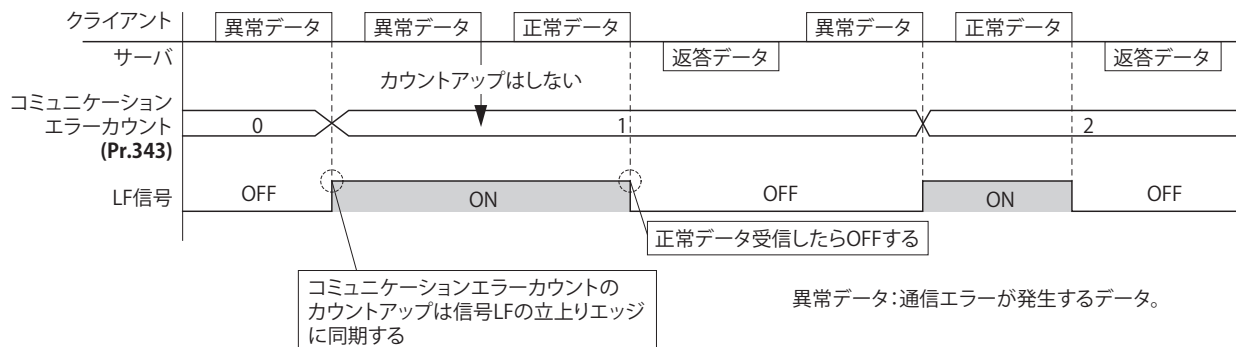 クライアント
異常データ
異常データ
正常データ
異常データ
正常データ
サーバ
返答データ
返答データ
カウントアップはしない
コミュニケーション
エラーカウント
(Pr.343)
0
1
2
LF信号
OFF
ON
OFF
ON
OFF
正常データ受信したらOFFする
コミュニケーションエラーカウントの
カウントアップは信号LFの立上りエッジ
に同期する
異常データ:通信エラーが発生するデータ。